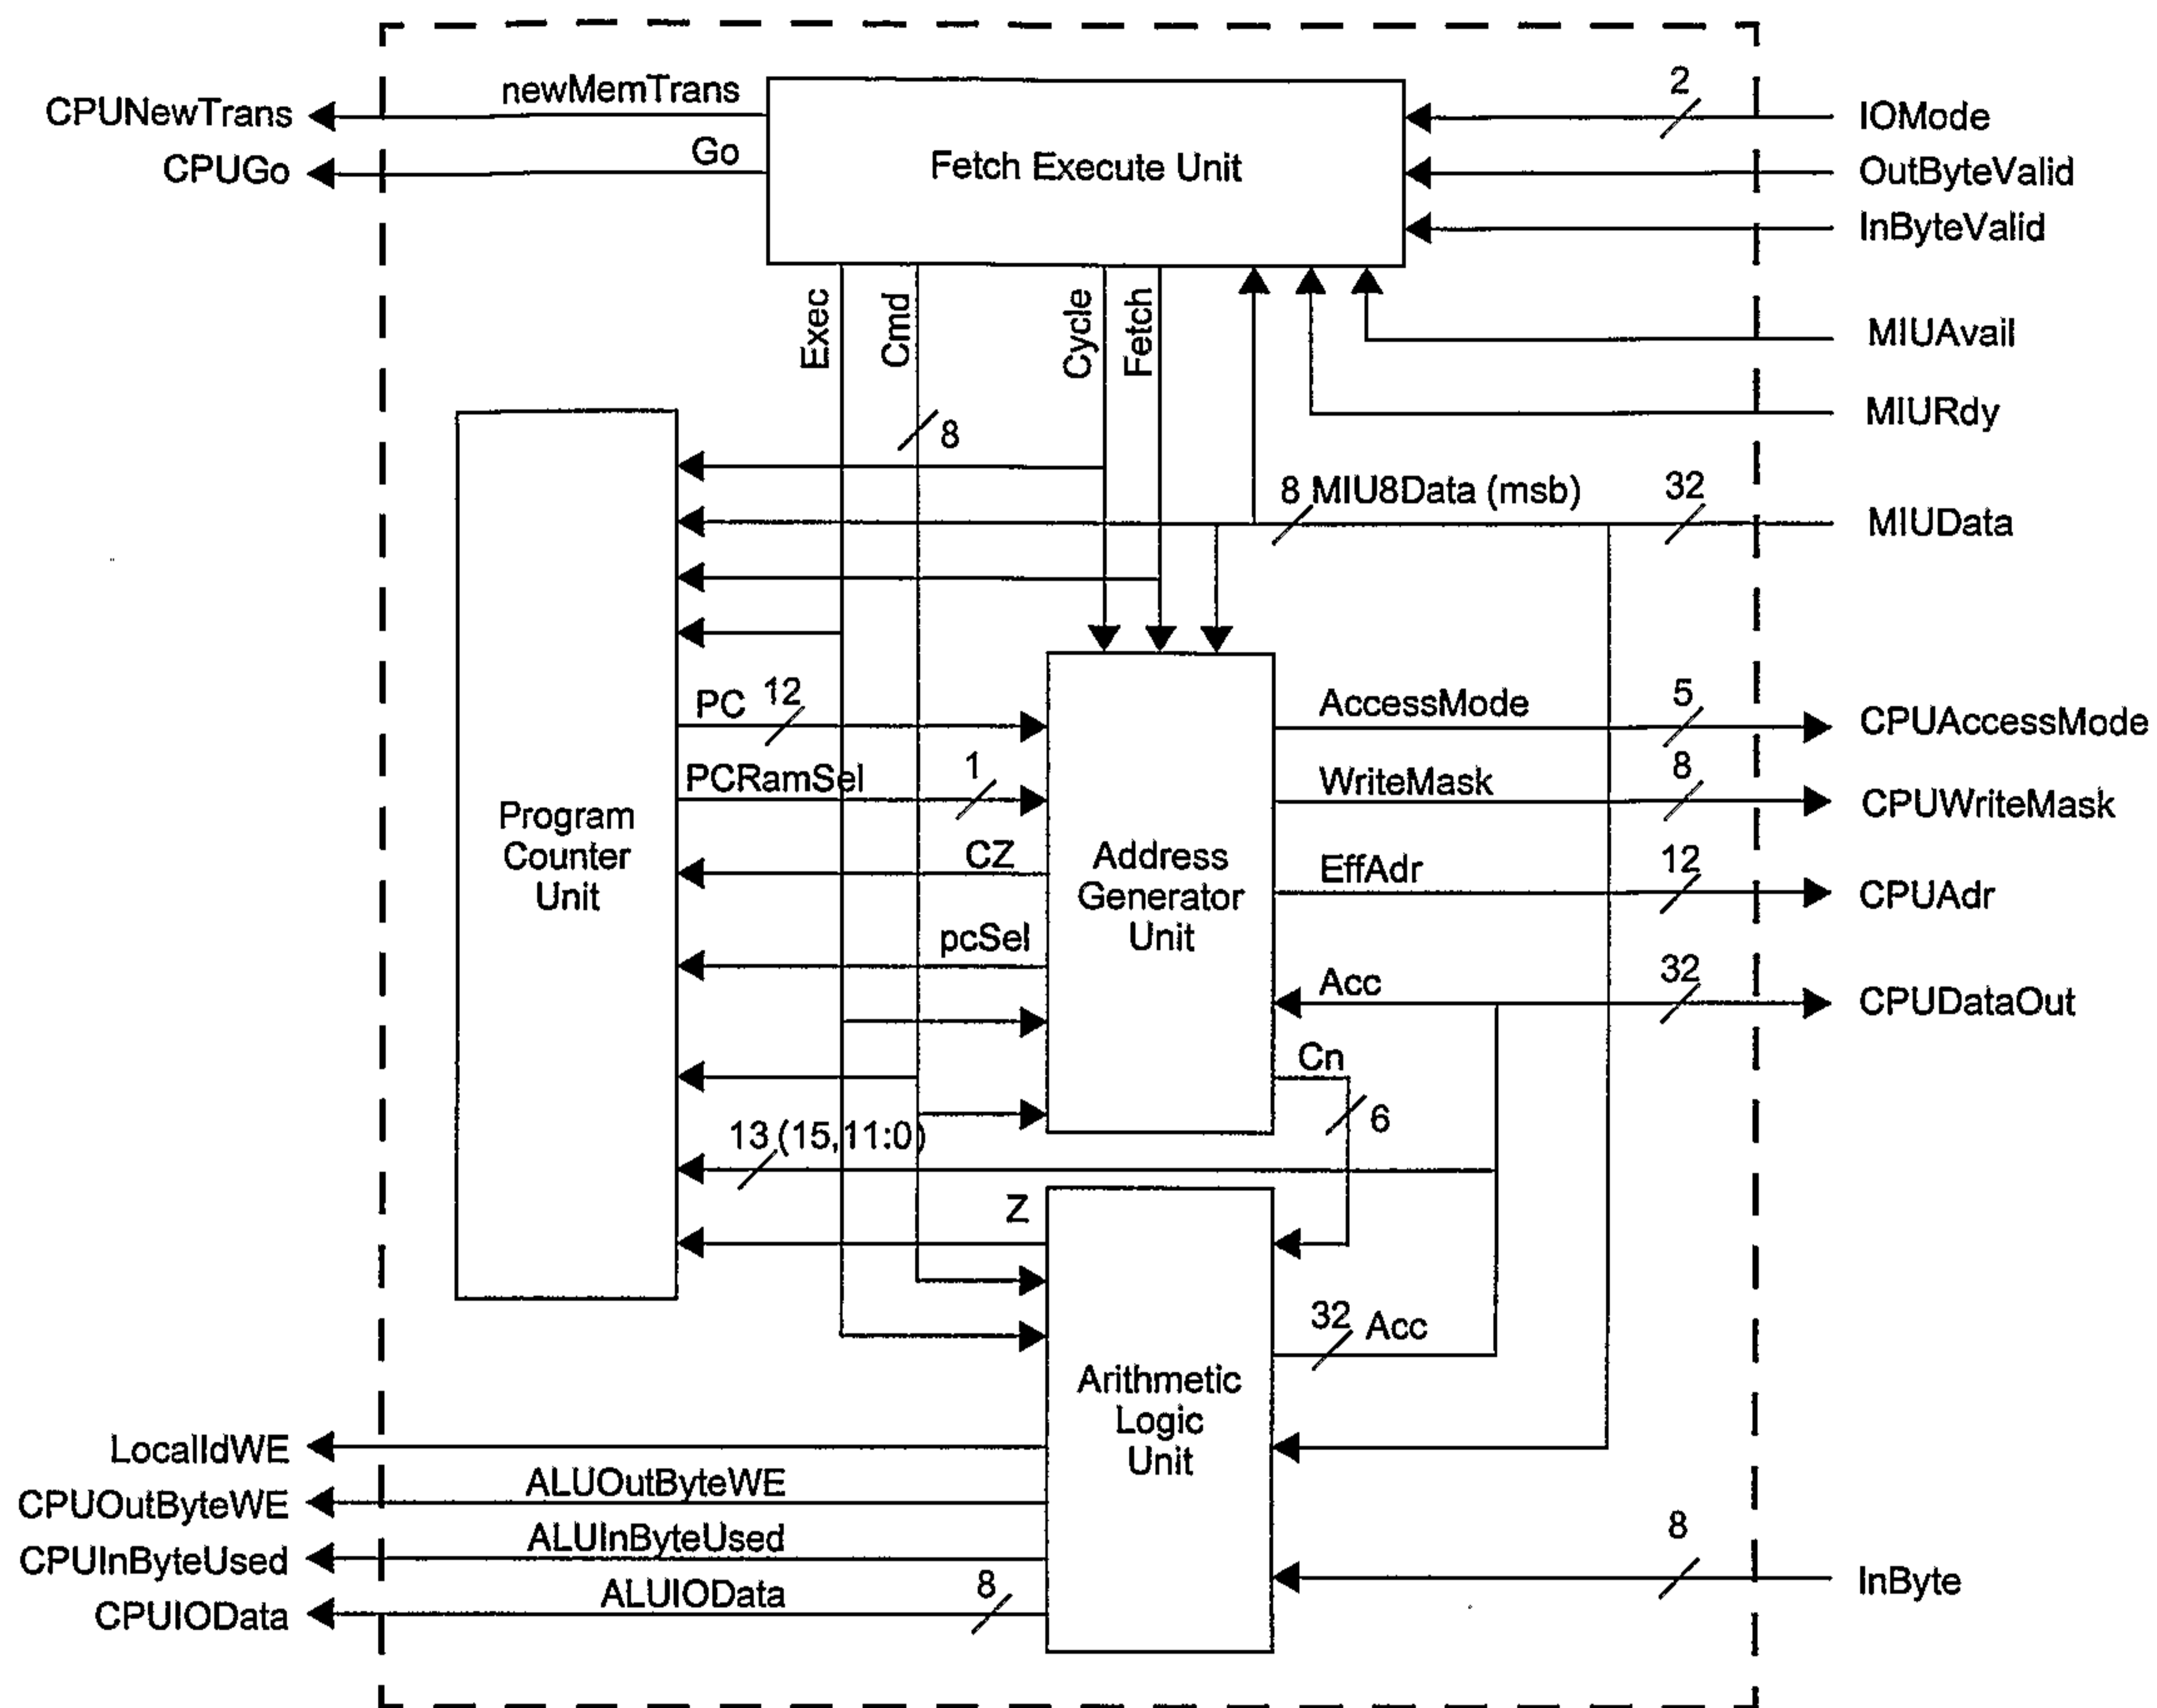 newMemTrans
2
CPUNewTrans
IOMode
Go
Fetch Execute Unit
CPUGo
OutByteValid
InByteValid
Exec
Cmd
Cycle
Fetch
MIUAvail
MIURdy
8
8 MIU8Data (msb)
32
MIUData
PC 12
AccessMode
5
CPUAccessMode
PCRamSel
1
WriteMask
8
CPUWriteMask
Program
Counter
Unit
CZ
Address
Generator
Unit
EffAdr
12
CPUAdr
pcSel
Acc
32
CPUDataOut
Cn
6
13 (15,11:0)
Z
32 Acc
Arithmetic
Logic
Unit
LocalIdWE
ALUOutByteWE
CPUOutByteWE
ALUInByteUsed
CPUInByteUsed
8
InByte
ALUIOData
8
CPUIOData